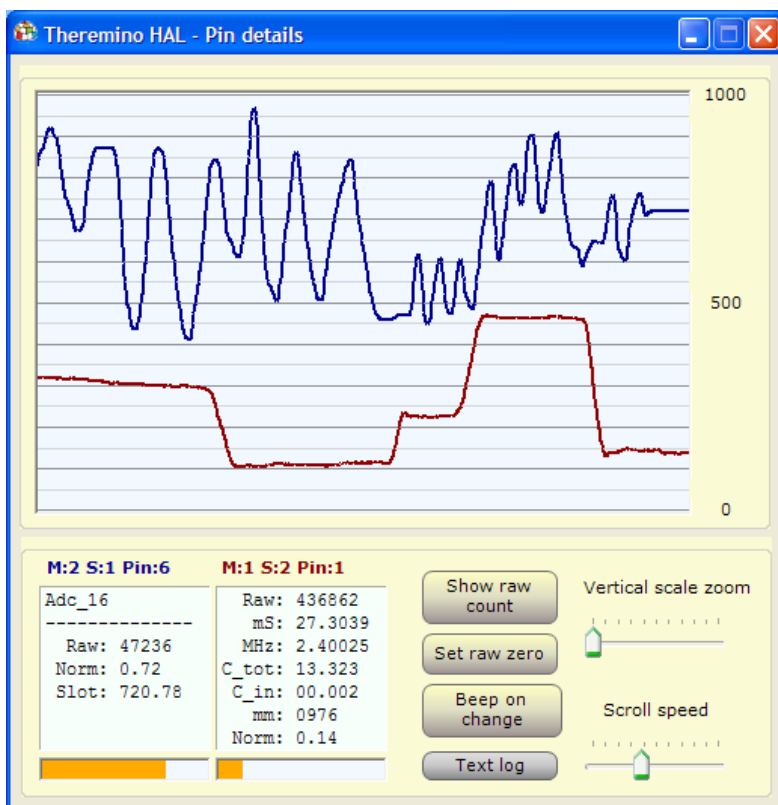 Theremino HAL - Pin details
1000
500
0
M:2 S:1 Pin:6
Adc_16
--------------
Raw: 47236
Norm: 0.72
Slot: 720.78
M:1 S:2 Pin:1
Raw: 436862
mS: 27.3039
MHz: 2.40025
C_tot: 13.323
C_in: 00.002
mm: 0976
Norm: 0.14
Show raw
count
Set raw zero
Beep on
change
Text log
Vertical scale zoom
Scroll speed